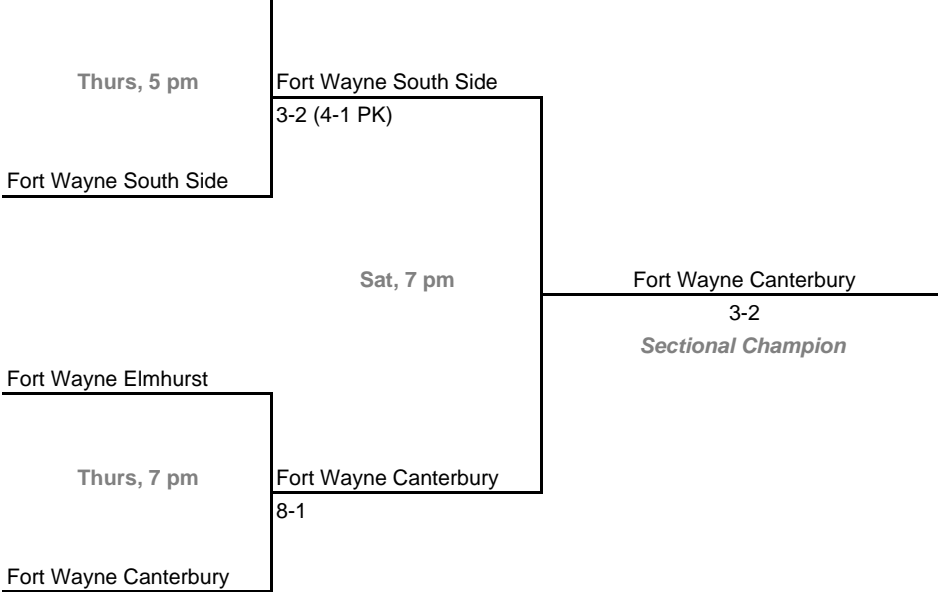 Thurs, 5 pm
Fort Wayne South Side
3-2 (4-1 PK)
Fort Wayne South Side
Sat, 7 pm
Fort Wayne Canterbury
3-2
Sectional Champion
Fort Wayne Elmhurst
Thurs, 7 pm
Fort Wayne Canterbury
8-1
Fort Wayne Canterbury